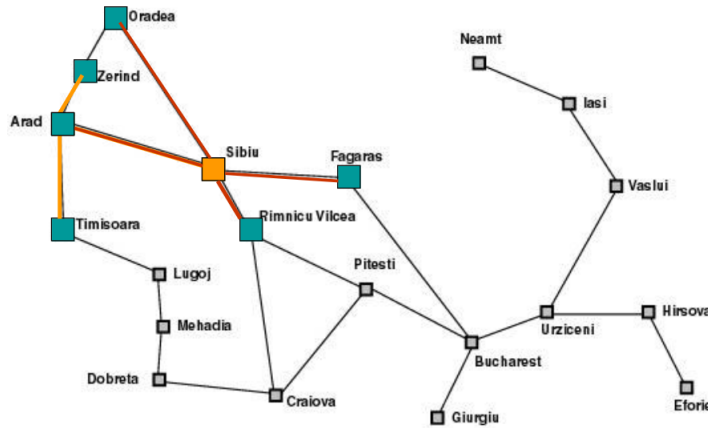 Oradea
Neamt
Zerind
Iasi
Arad
Sibiu
Fagaras
Vaslui
Timisoara
Rimnicu Vilcea
Pitesti
Lugoj
Hirsova
Mehadia
Urziceni
Bucharest
Dobreta
Craiova
Eforie
Giurgiu